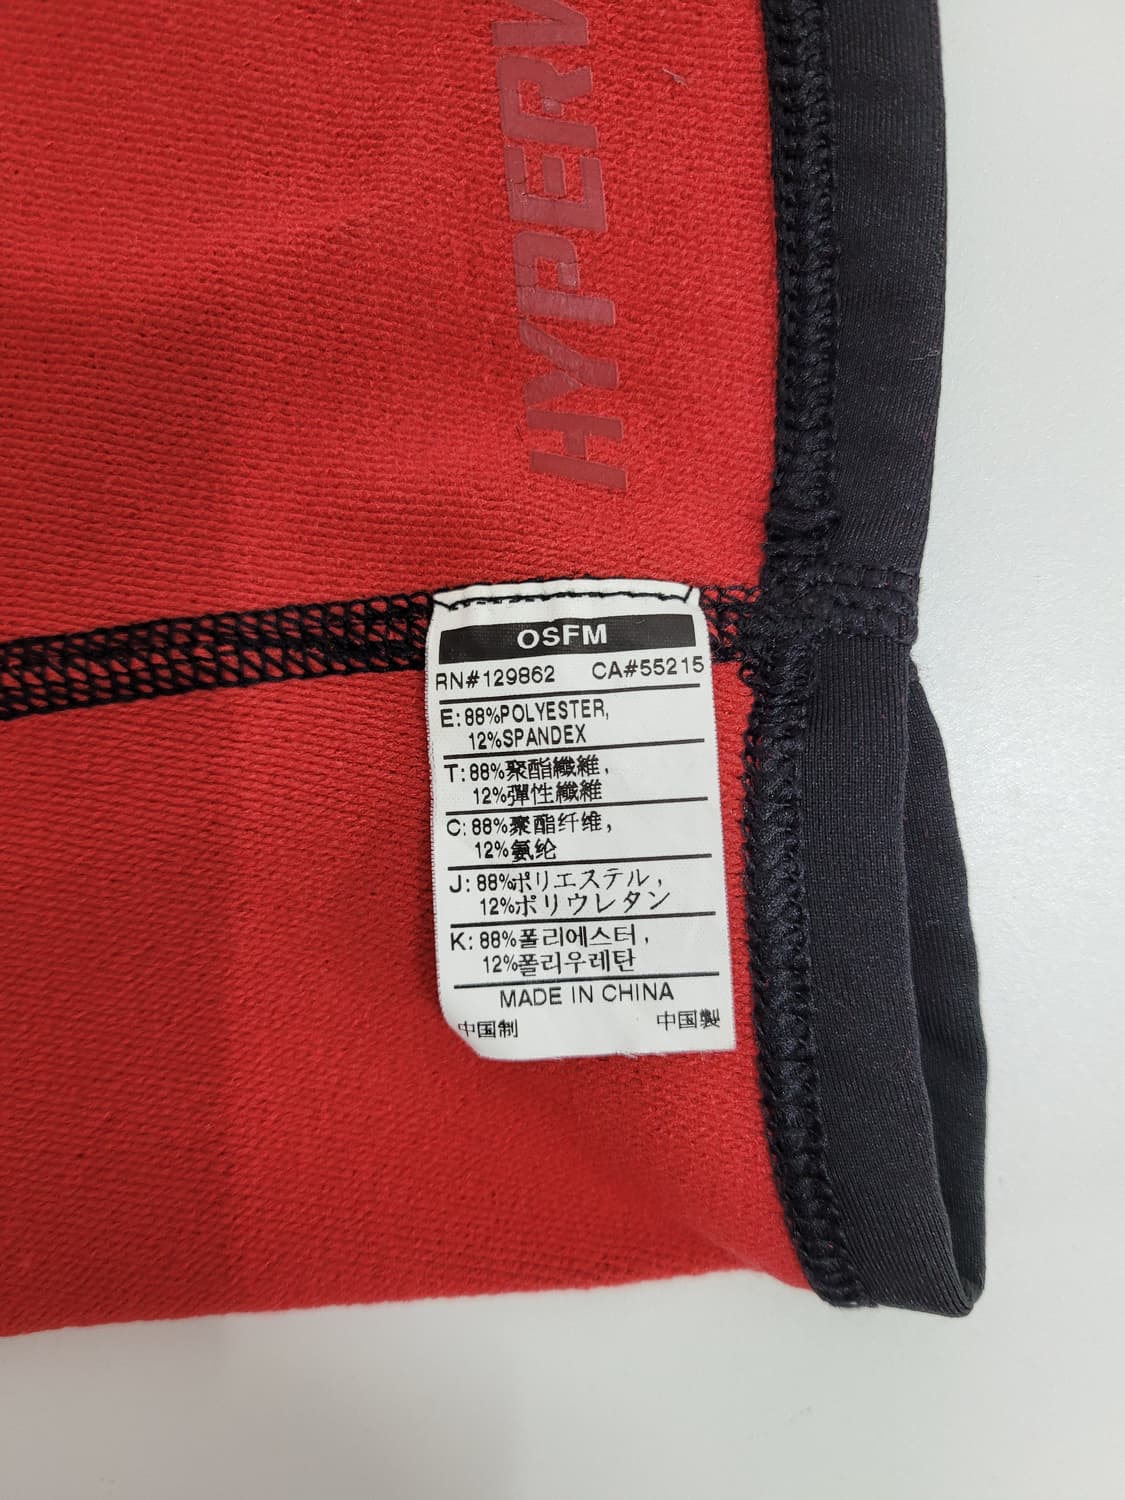 HYPERW
OSFM
RN#129862 CA#55215
E: 88%POLYESTER,
12%SPANDEX
T: 88%聚酯纖維,
12%彈性纖維
C: 88%聚酯纤维,
12%氨纶
J: 88%ポリエステル,
12%ポリウレタン
K: 88%폴리에스터,
12%폴리우레탄
MADE IN CHINA
中国制 中国製